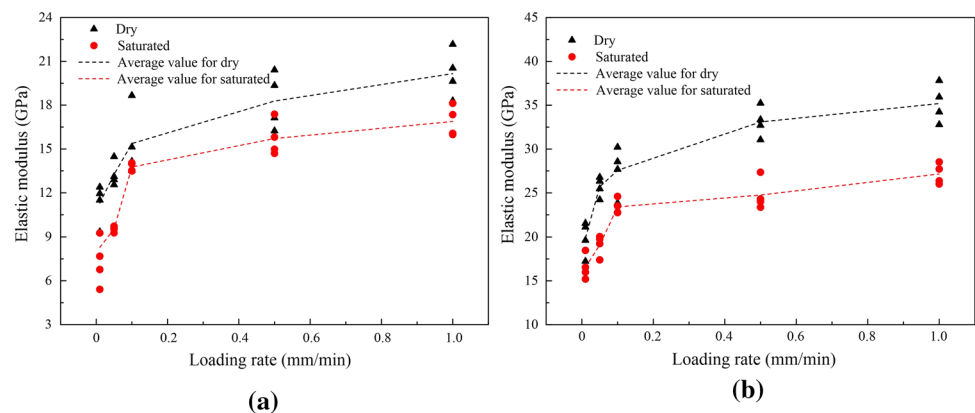 24
21
18
15
12
9
6
3
Elastic modulus (GPa)
Dry
Saturated
Average value for dry
Average value for saturated
0 0.2 0.4 0.6 0.8 1.0
Loading rate (mm/min)
(a)
45
40
35
30
25
20
15
10
Elastic modulus (GPa)
Dry
Saturated
Average value for dry
Average value for saturated
0 0.2 0.4 0.6 0.8 1.0
Loading rate (mm/min)
(b)